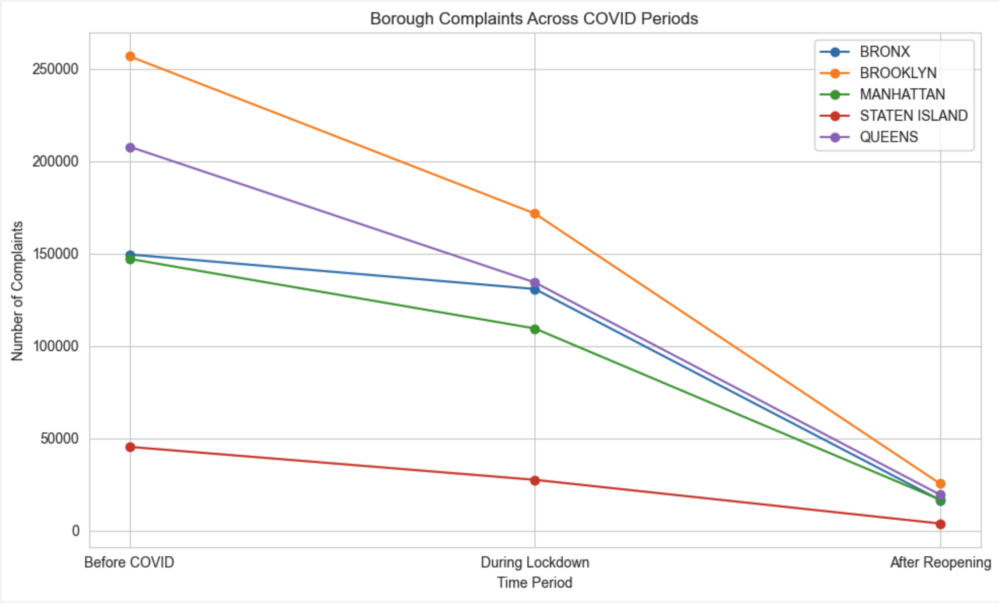 Borough Complaints Across COVID Periods
BRONX
BROOKLYN
MANHATTAN
STATEN ISLAND
QUEENS
Number of Complaints
250000
200000
150000
100000
50000
0
Before COVID
During Lockdown
After Reopening
Time Period